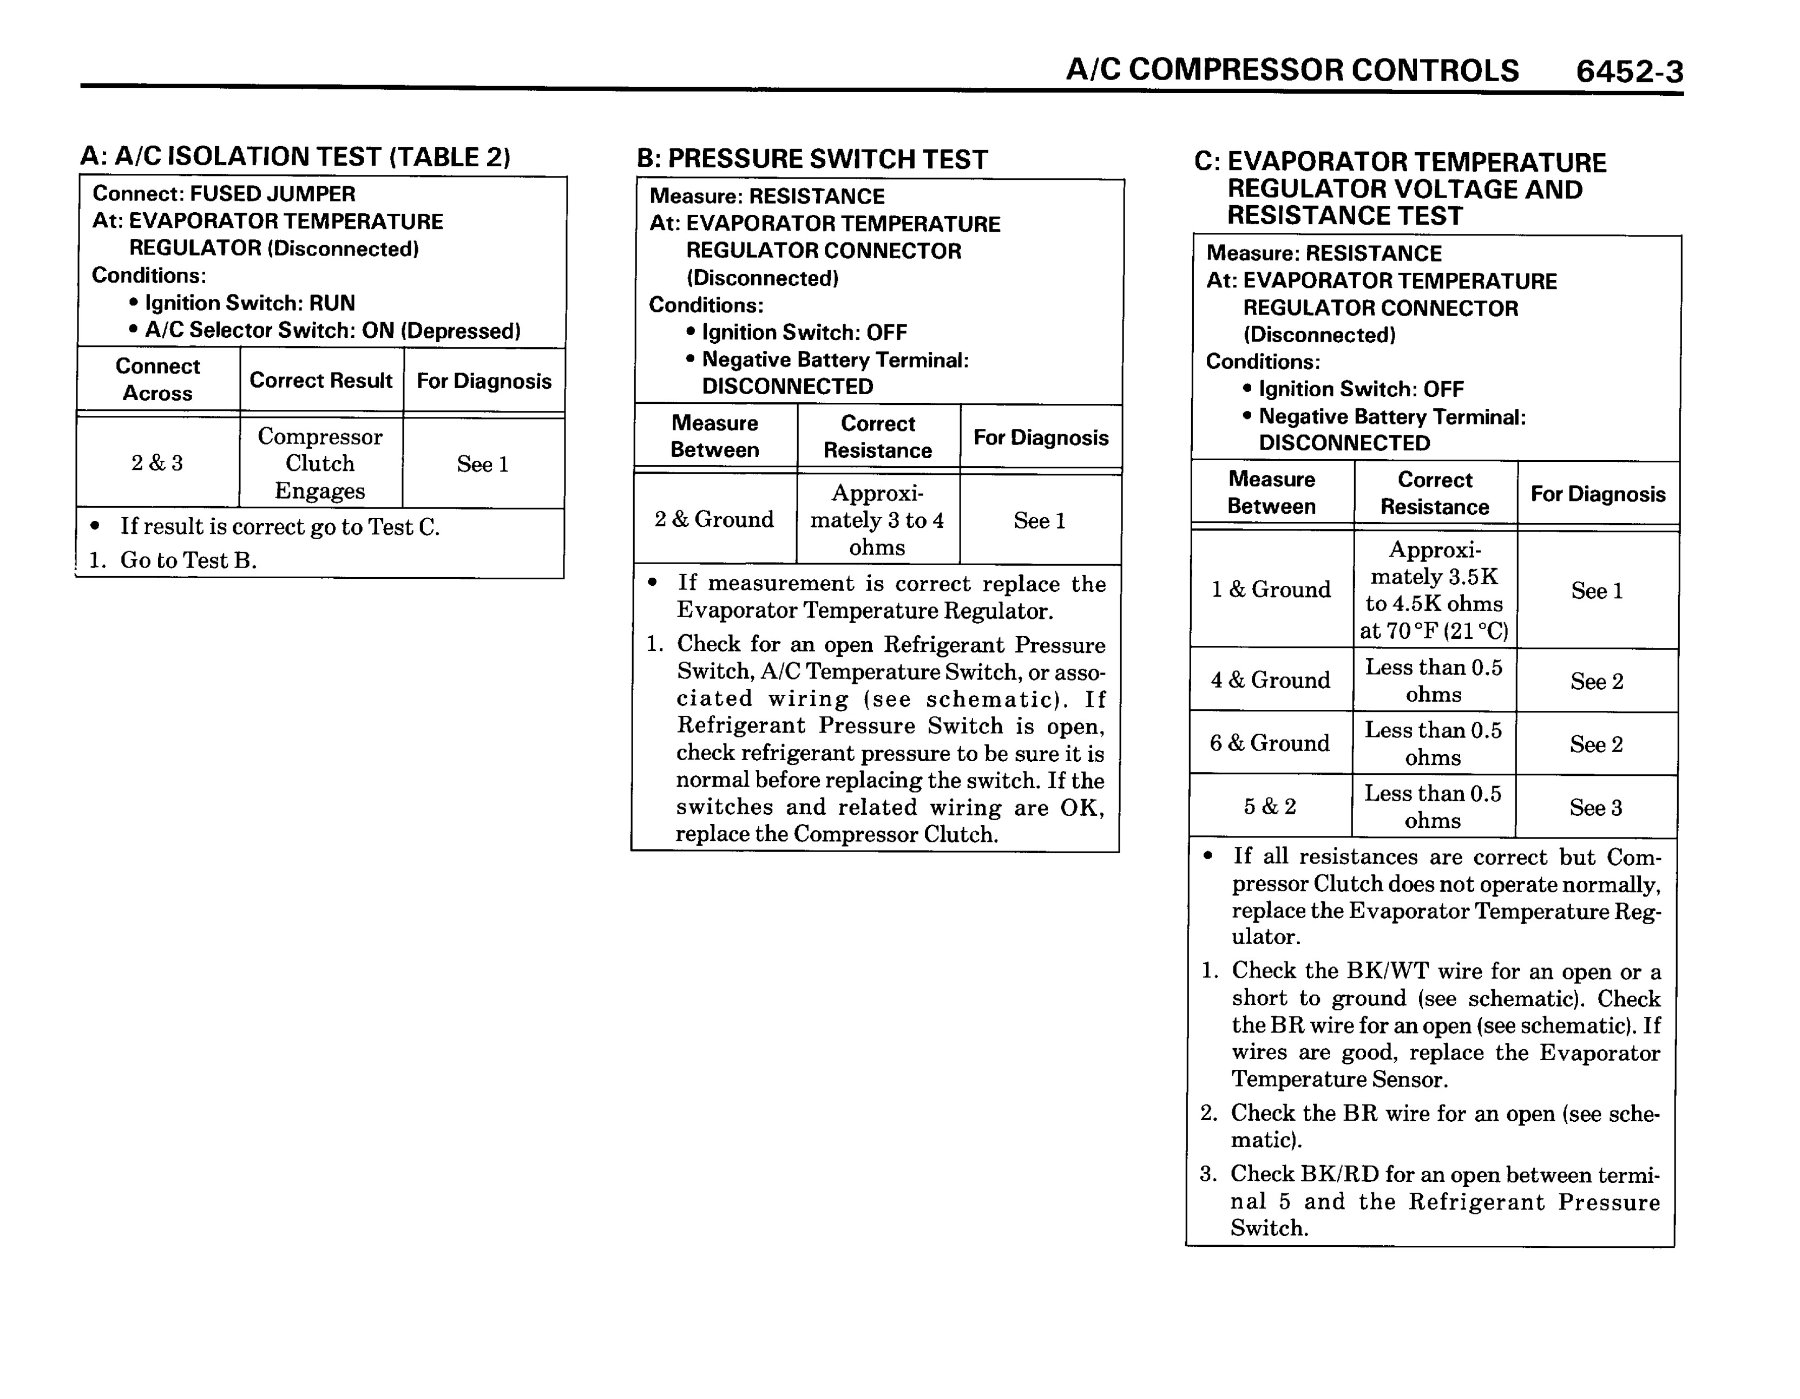 A/C COMPRESSOR CONTROLS 6452-3
A: A/C ISOLATION TEST (TABLE 2)
Connect: FUSED JUMPER
At: EVAPORATOR TEMPERATURE
REGULATOR (Disconnected)
Conditions:
• Ignition Switch: RUN
• A/C Selector Switch: ON (Depressed)
Connect
Across
Correct Result
For Diagnosis
2 & 3
Compressor
Clutch
Engages
See 1
• If result is correct go to Test C.
1. Go to Test B.
B: PRESSURE SWITCH TEST
Measure: RESISTANCE
At: EVAPORATOR TEMPERATURE
REGULATOR CONNECTOR
(Disconnected)
Conditions:
• Ignition Switch: OFF
• Negative Battery Terminal:
DISCONNECTED
Measure
Between
Correct
Resistance
For Diagnosis
2 & Ground
Approxi-
mately 3 to 4
ohms
See 1
• If measurement is correct replace the
Evaporator Temperature Regulator.
1. Check for an open Refrigerant Pressure
Switch, A/C Temperature Switch, or asso-
ciated wiring (see schematic). If
Refrigerant Pressure Switch is open,
check refrigerant pressure to be sure it is
normal before replacing the switch. If the
switches and related wiring are OK,
replace the Compressor Clutch.
C: EVAPORATOR TEMPERATURE
REGULATOR VOLTAGE AND
RESISTANCE TEST
Measure: RESISTANCE
At: EVAPORATOR TEMPERATURE
REGULATOR CONNECTOR
(Disconnected)
Conditions:
• Ignition Switch: OFF
• Negative Battery Terminal:
DISCONNECTED
Measure
Between
Correct
Resistance
For Diagnosis
1 & Ground
Approxi-
mately 3.5K
to 4.5K ohms
at 70°F (21°C)
See 1
4 & Ground
Less than 0.5
ohms
See 2
6 & Ground
Less than 0.5
ohms
See 2
5 & 2
Less than 0.5
ohms
See 3
• If all resistances are correct but Com-
pressor Clutch does not operate normally,
replace the Evaporator Temperature Reg-
ulator.
1. Check the BK/WT wire for an open or a
short to ground (see schematic). Check
the BR wire for an open (see schematic). If
wires are good, replace the Evaporator
Temperature Sensor.
2. Check the BR wire for an open (see sche-
matic).
3. Check BK/RD for an open between termi-
nal 5 and the Refrigerant Pressure
Switch.